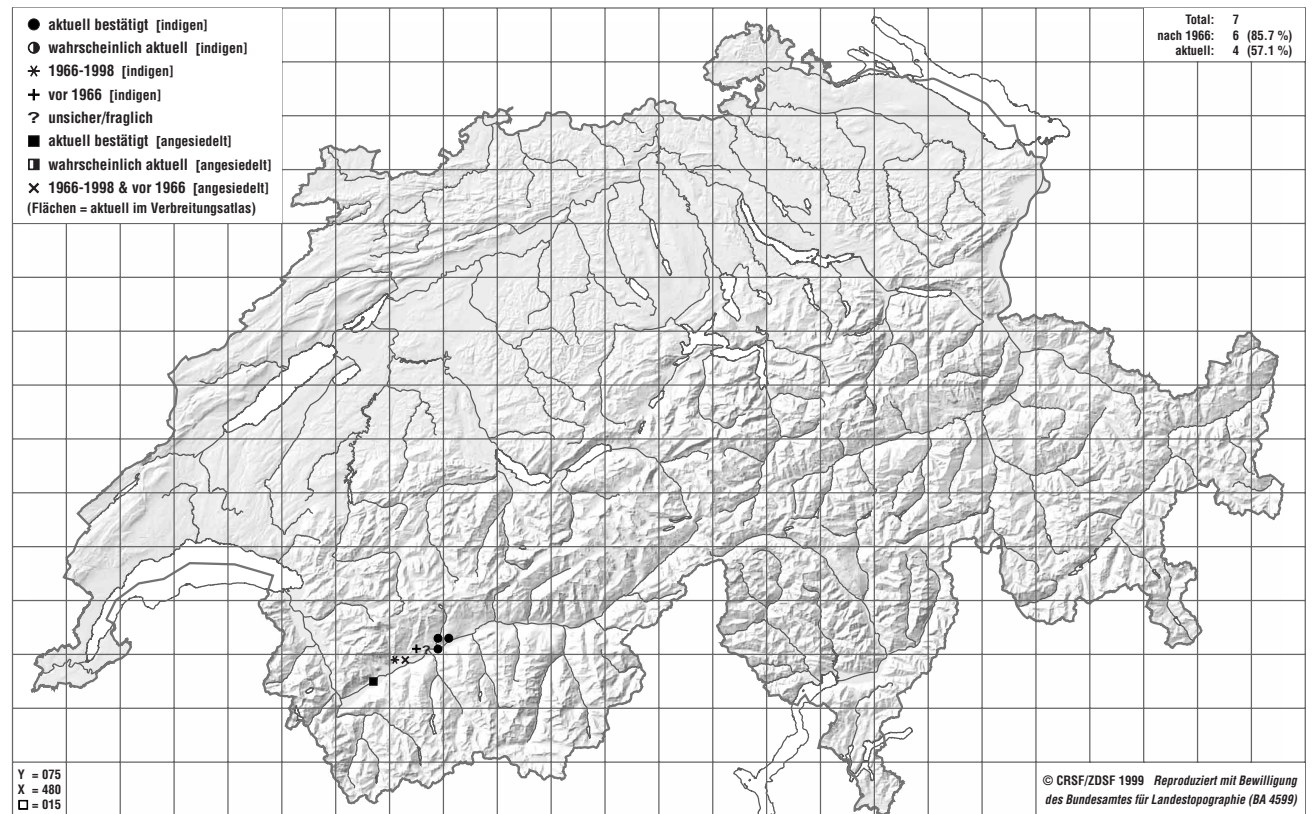 ● aktuell bestätigt [indigen]
◑ wahrscheinlich aktuell [indigen]
✳ 1966-1998 [indigen]
+ vor 1966 [indigen]
? unsicher/fraglich
■ aktuell bestätigt [angesiedelt]
◨ wahrscheinlich aktuell [angesiedelt]
× 1966-1998 & vor 1966 [angesiedelt]
(Flächen = aktuell im Verbreitungsatlas)
Total: 7
nach 1966: 6 (85.7 %)
aktuell: 4 (57.1 %)
?
Y = 075
X = 480
□ = 015
© CRSF/ZDSF 1999 Reproduziert mit Bewilligung
des Bundesamtes für Landestopographie (BA 4599)